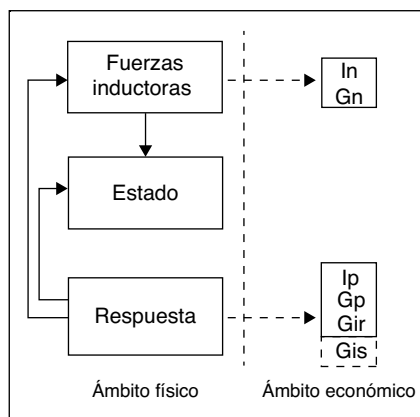 Fuerzas
inductoras
In
Gn
Estado
Respuesta
Ip
Gp
Gir
Gis
Ámbito físico
Ámbito económico